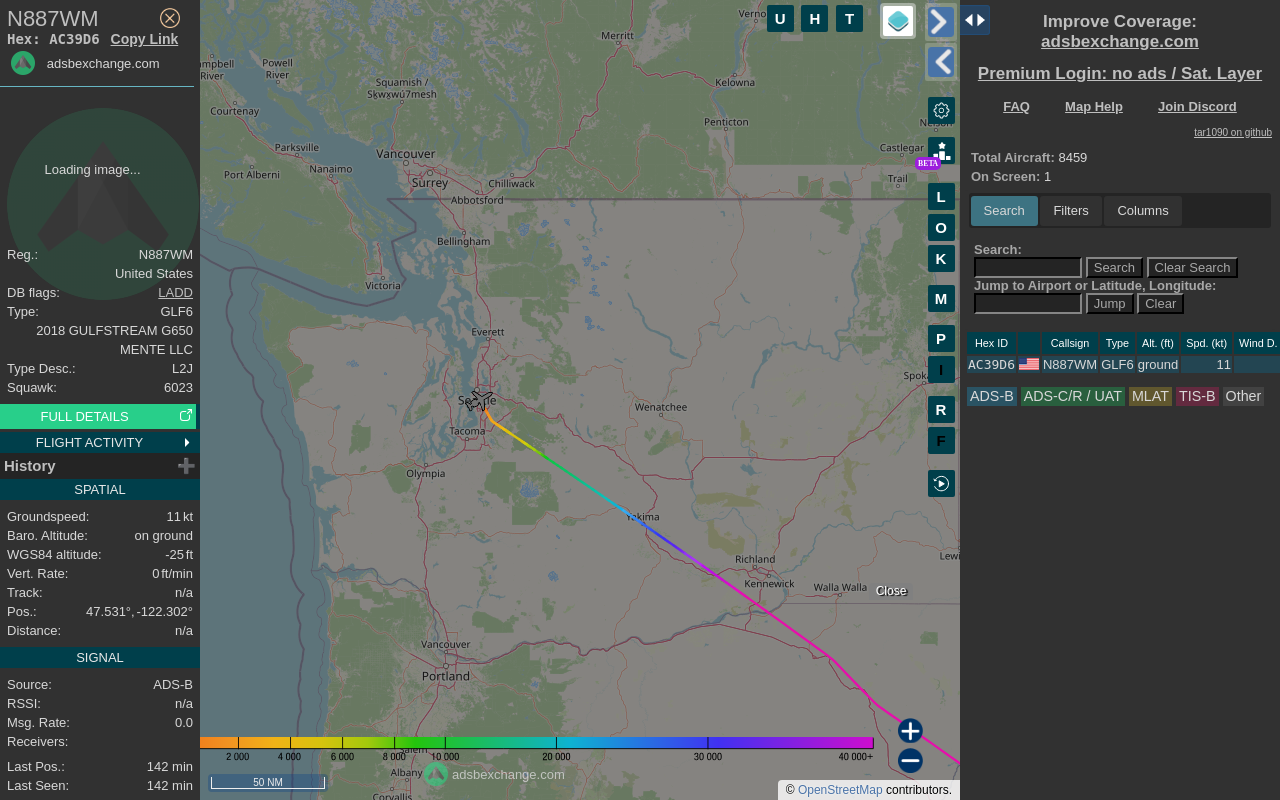 N887WM
Hex: AC39D6 Copy Link
adsbexchange.com
Loading image...
Reg.: N887WM
United States
DB flags: LADD
Type: GLF6
2018 GULFSTREAM G650
MENTE LLC
Type Desc.: L2J
Squawk: 6023
FULL DETAILS
FLIGHT ACTIVITY
History
SPATIAL
Groundspeed: 11 kt
Baro. Altitude: on ground
WGS84 altitude: -25 ft
Vert. Rate: 0 ft/min
Track: n/a
Pos.: 47.531°, -122.302°
Distance: n/a
SIGNAL
Source: ADS-B
RSSI: n/a
Msg. Rate: 0.0
Receivers:
Last Pos.: 142 min
Last Seen: 142 min
Merritt
Powell
River
River
Squamish /
Sḵwx̱wú7mesh
Kelowna
Courtenay
Penticton
Parksville
Vancouver
Castlegar
Nanaimo
Port Alberni
Surrey
Chilliwack
Trail
Abbotsford
Bellingham
Victoria
Everett
Wenatchee
Tacoma
Olympia
Yakima
Richland
Kennewick
Walla Walla
Close
Vancouver
Portland
Albany
Corvallis
2 000 4 000 6 000 8 000 10 000 20 000 30 000 40 000+
adsbexchange.com
50 NM
© OpenStreetMap contributors.
U H T
BETA
L
O
K
M
P
I
R
F
Improve Coverage:
adsbexchange.com
Premium Login: no ads / Sat. Layer
FAQ Map Help Join Discord
tar1090 on github
Total Aircraft: 8459
On Screen: 1
Search Filters Columns
Search:
Search Clear Search
Jump to Airport or Latitude, Longitude:
Jump Clear
Hex ID Callsign Type Alt. (ft) Spd. (kt) Wind D.
AC39D6 N887WM GLF6 ground 11
ADS-B ADS-C/R / UAT MLAT TIS-B Other